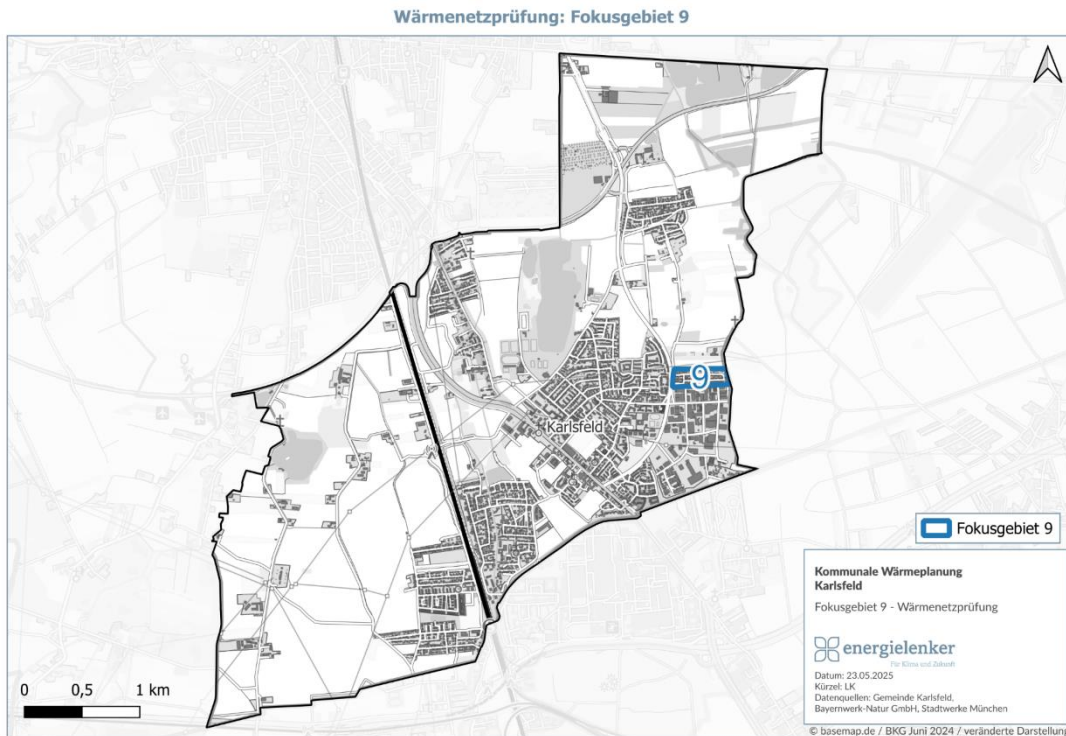 Wärmenetzprüfung: Fokusgebiet 9
9
Karlsfeld
Fokusgebiet 9
Kommunale Wärmeplanung
Karlsfeld
Fokusgebiet 9 - Wärmenetzprüfung
energielenker
Für Klima und Zukunft
Datum: 23.05.2025
Kürzel: LK
Datenquellen: Gemeinde Karlsfeld,
Bayernwerk-Natur GmbH, Stadtwerke München
0 0,5 1 km
© basemap.de / BKG Juni 2024 / veränderte Darstellung